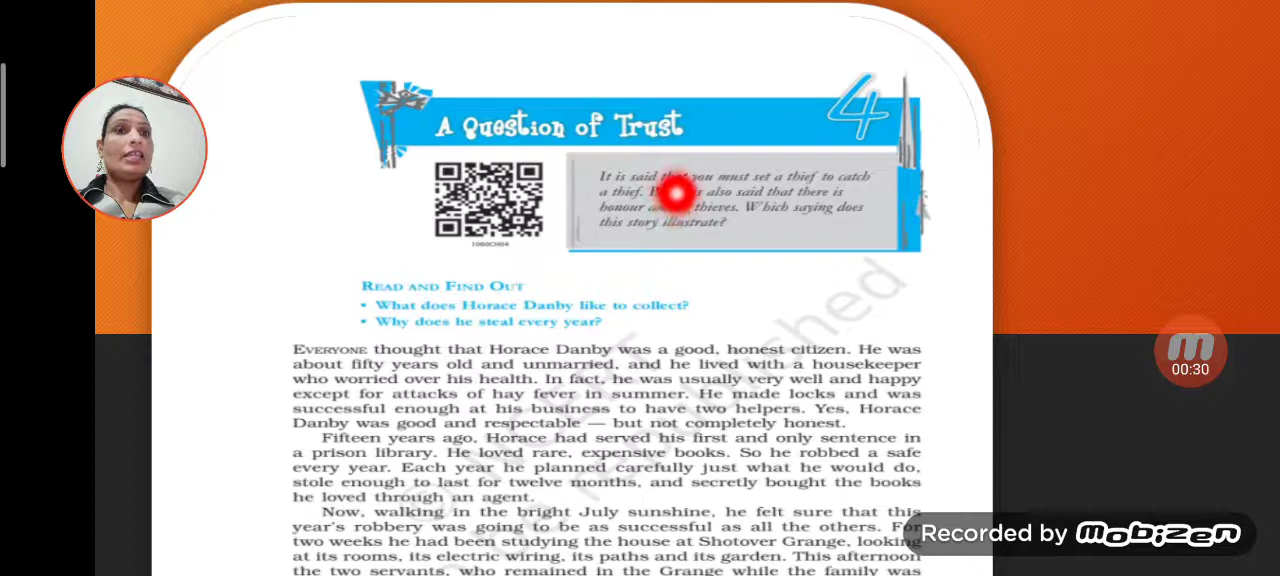 4
A Question of Trust
It is said that you must set a thief to catch
a thief. also said that there is
honour thieves. Which saying does
this story illustrate?
1060CH04
READ AND FIND OUT
• What does Horace Danby like to collect?
• Why does he steal every year?
EVERYONE thought that Horace Danby was a good, honest citizen. He was
about fifty years old and unmarried, and he lived with a housekeeper
who worried over his health. In fact, he was usually very well and happy
except for attacks of hay fever in summer. He made locks and was
successful enough at his business to have two helpers. Yes, Horace
Danby was good and respectable — but not completely honest.
Fifteen years ago, Horace had served his first and only sentence in
a prison library. He loved rare, expensive books. So he robbed a safe
every year. Each year he planned carefully just what he would do,
stole enough to last for twelve months, and secretly bought the books
he loved through an agent.
Now, walking in the bright July sunshine, he felt sure that this
year's robbery was going to be as successful as all the others. For
two weeks he had been studying the house at Shotover Grange, looking
at its rooms, its electric wiring, its paths and its garden. This afternoon
the two servants, who remained in the Grange while the family was
© NCERT
be republished
00:30
Recorded by mobizen